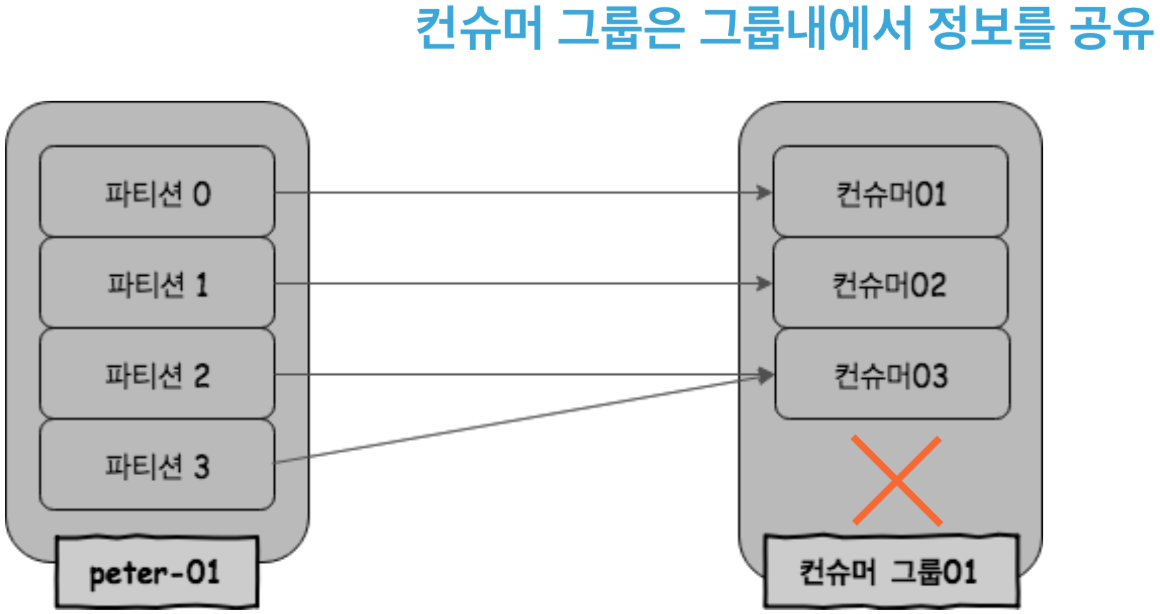 컨슈머 그룹은 그룹내에서 정보를 공유
파티션 0
파티션 1
파티션 2
파티션 3
peter-01
컨슈머01
컨슈머02
컨슈머03
컨슈머 그룹01